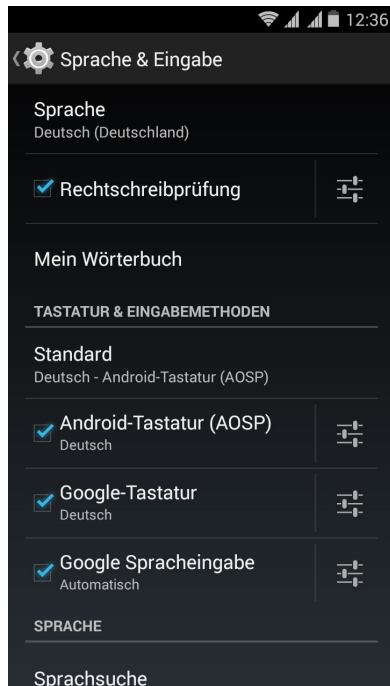 12:36
Sprache & Eingabe
Sprache
Deutsch (Deutschland)
Rechtschreibprüfung
Mein Wörterbuch
TASTATUR & EINGABEMETHODEN
Standard
Deutsch - Android-Tastatur (AOSP)
Android-Tastatur (AOSP)
Deutsch
Google-Tastatur
Deutsch
Google Spracheingabe
Automatisch
SPRACHE
Sprachsuche